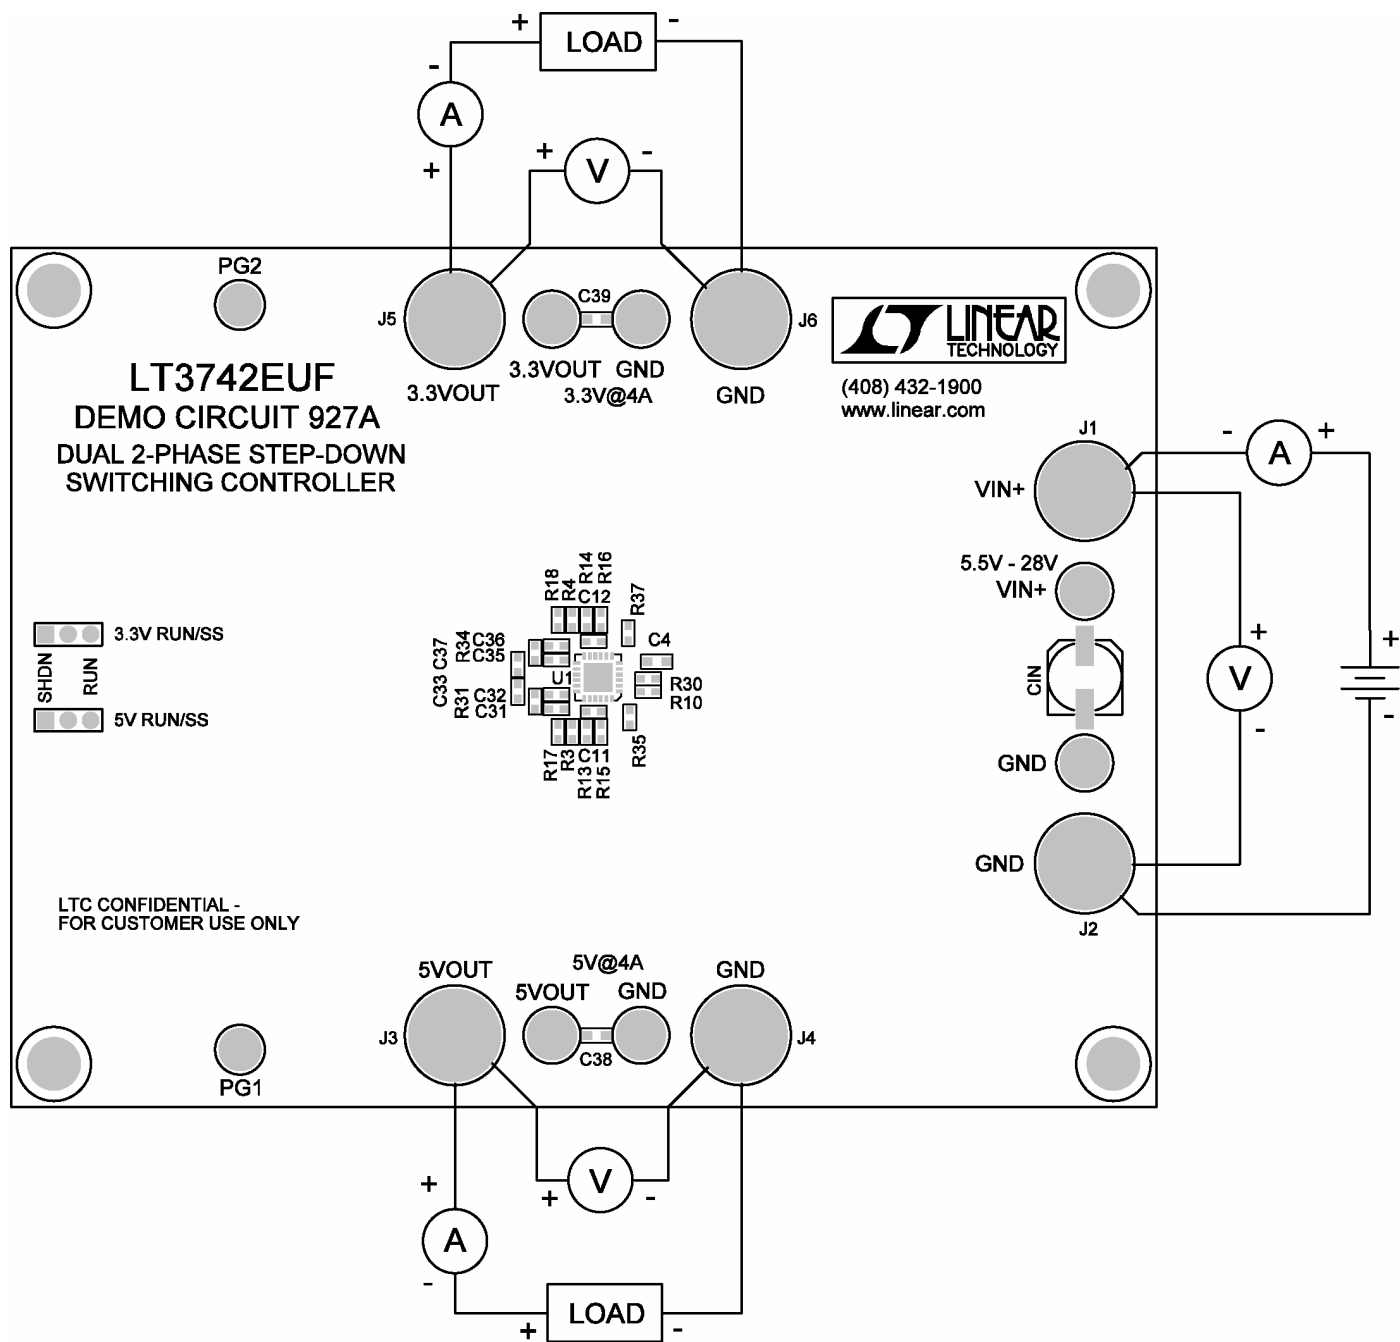 + LOAD -
- A +
+ V -
PG2
J5
C39
J6
3.3VOUT
3.3VOUT GND
3.3V@4A
GND
LINEAR
TECHNOLOGY
(408) 432-1900
www.linear.com
LT3742EUF
DEMO CIRCUIT 927A
DUAL 2-PHASE STEP-DOWN
SWITCHING CONTROLLER
J1
- A +
VIN+
5.5V - 28V
VIN+
CIN
GND
GND
J2
+ V -
+ -
3.3V RUN/SS
SHDN
RUN
5V RUN/SS
R18
R4
R14
R16
C12
R37
C37
R34
C36
C35
C4
U1
C33
R31
C32
C31
R30
R10
R17
R3
R13
C11
R15
R35
LTC CONFIDENTIAL -
FOR CUSTOMER USE ONLY
5VOUT
5V@4A
5VOUT GND
GND
J3
C38
J4
PG1
+ V -
+ A -
+ LOAD -